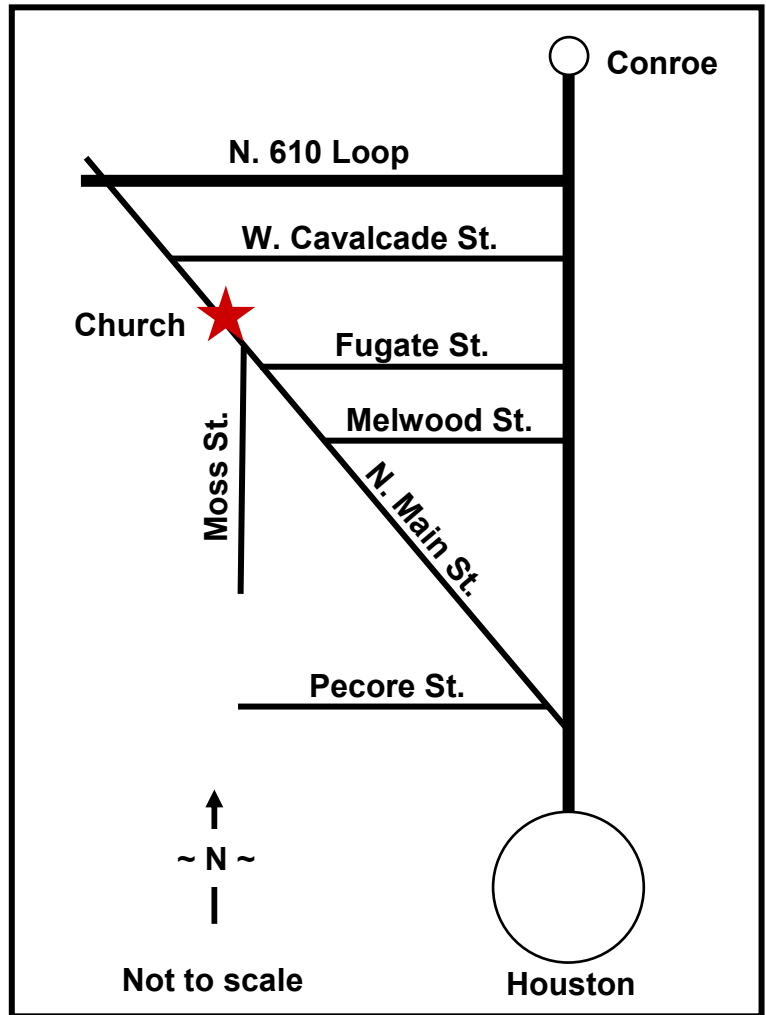 Conroe
N. 610 Loop
W. Cavalcade St.
Church
Fugate St.
Melwood St.
Moss St.
N. Main St.
Pecore St.
~ N ~
Not to scale
Houston